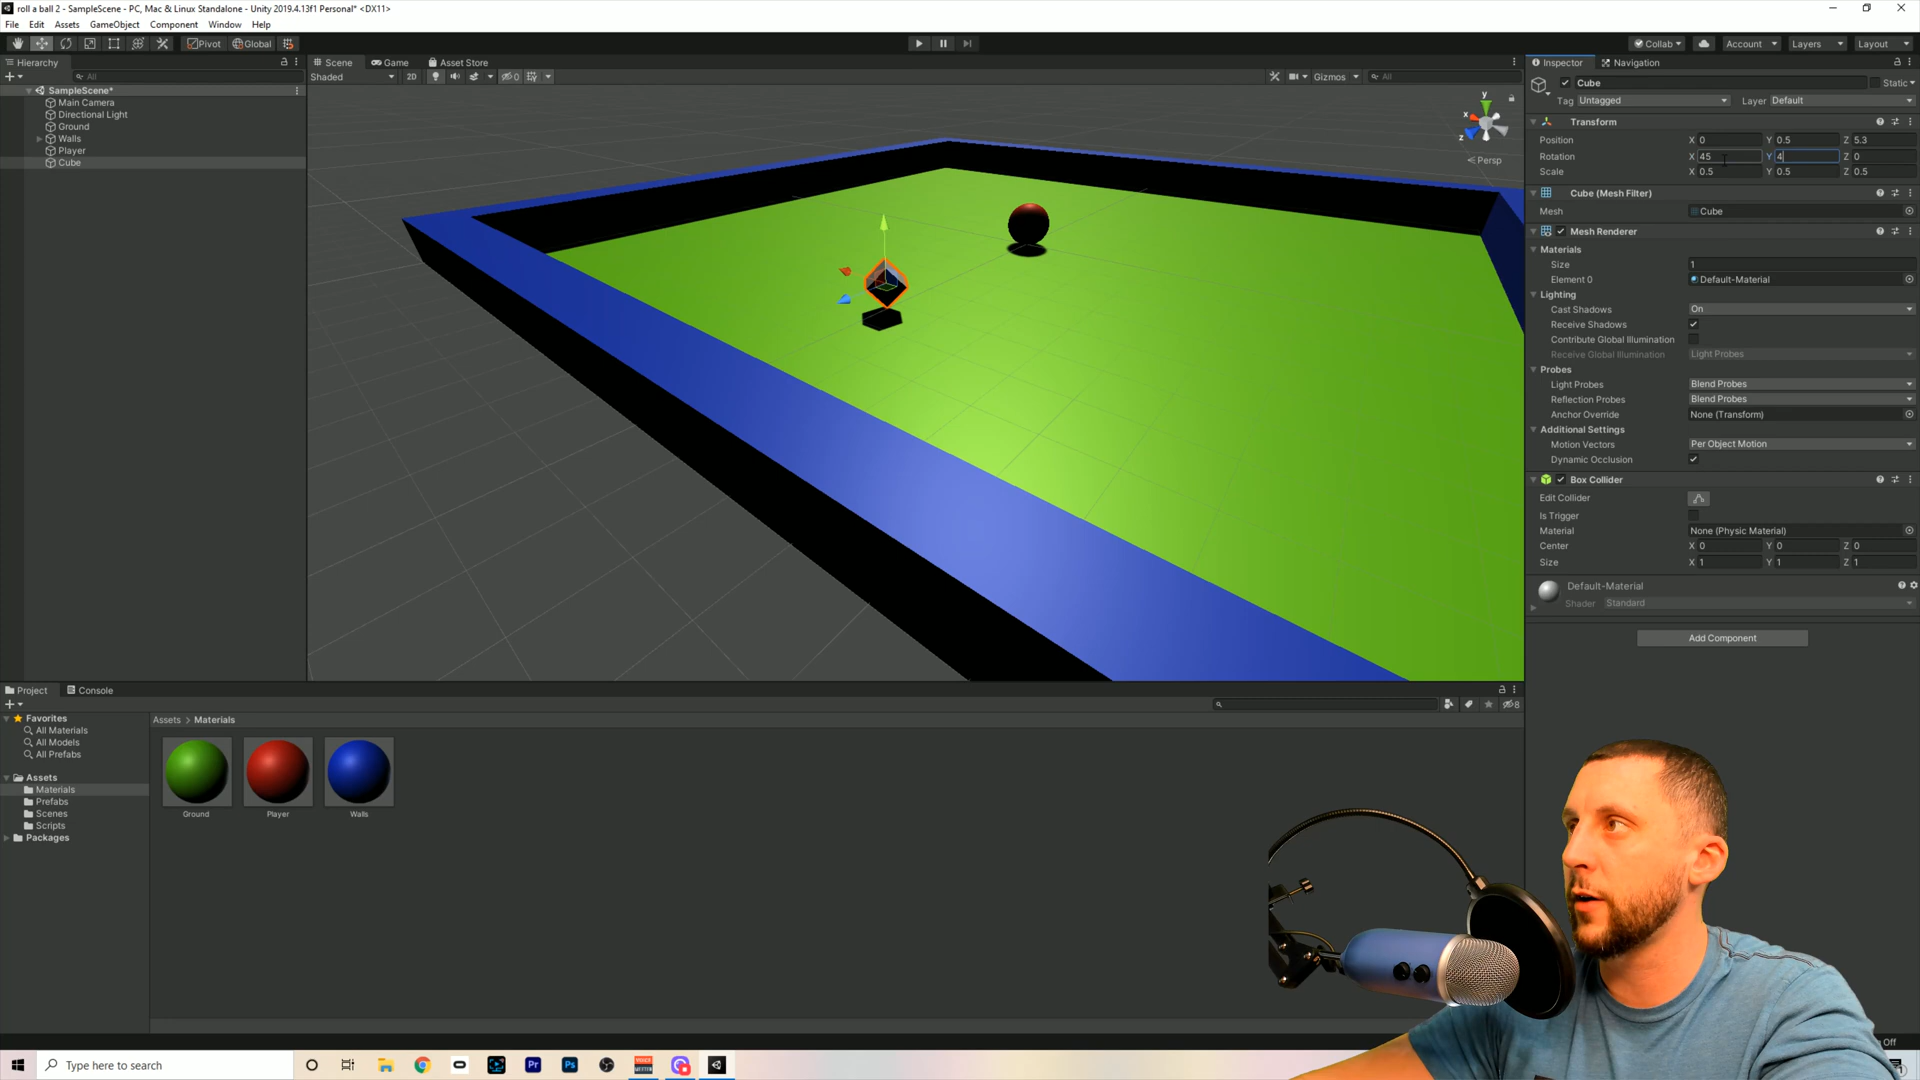 roll a ball 2 - SampleScene - PC, Mac & Linux Standalone - Unity 2019.4.13f1 Personal* <DX11>
File Edit Assets GameObject Component Window Help
Pivot Global Collab Account Layers Layout
Hierarchy
All
SampleScene*
Main Camera
Directional Light
Ground
Walls
Player
Cube
Scene Game Asset Store
Shaded 2D 0 Gizmos All
y
x
z
Persp
Inspector Navigation
Cube Static
Tag Untagged Layer Default
Transform
Position X 0 Y 0.5 Z 5.3
Rotation X 45 Y 4 Z 0
Scale X 0.5 Y 0.5 Z 0.5
Cube (Mesh Filter)
Mesh Cube
Mesh Renderer
Materials
Size 1
Element 0 Default-Material
Lighting
Cast Shadows On
Receive Shadows
Contribute Global Illumination
Receive Global Illumination Light Probes
Probes
Light Probes Blend Probes
Reflection Probes Blend Probes
Anchor Override None (Transform)
Additional Settings
Motion Vectors Per Object Motion
Dynamic Occlusion
Box Collider
Edit Collider
Is Trigger
Material None (Physic Material)
Center X 0 Y 0 Z 0
Size X 1 Y 1 Z 1
Default-Material
Shader Standard
Add Component
Project Console
8
Favorites
All Materials
All Models
All Prefabs
Assets
Materials
Prefabs
Scenes
Scripts
Packages
Assets > Materials
Ground Player Walls
Off
Type here to search
Pr Ps